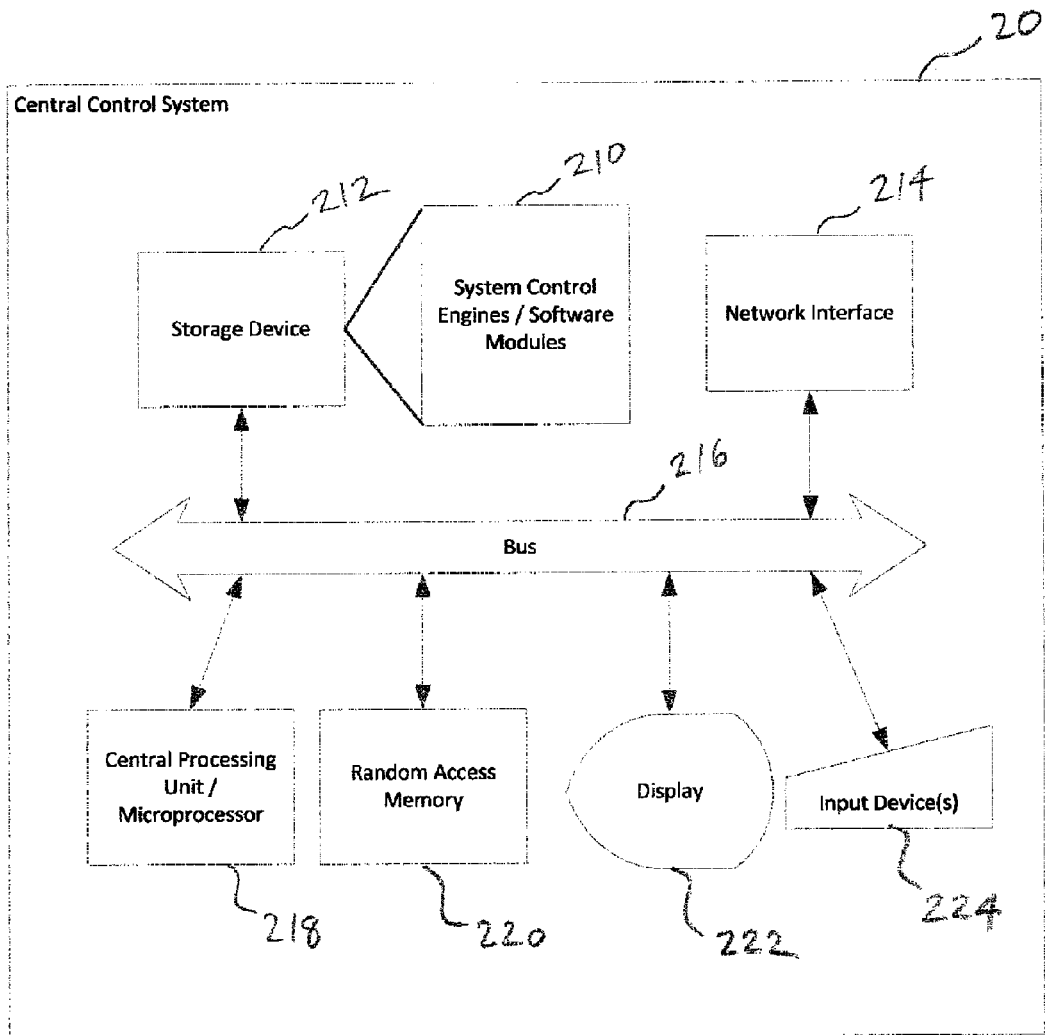 20
Central Control System
212
210
214
Storage Device
System Control
Engines / Software
Modules
Network Interface
216
Bus
Central Processing
Unit /
Microprocessor
Random Access
Memory
Display
Input Device(s)
218
220
222
224